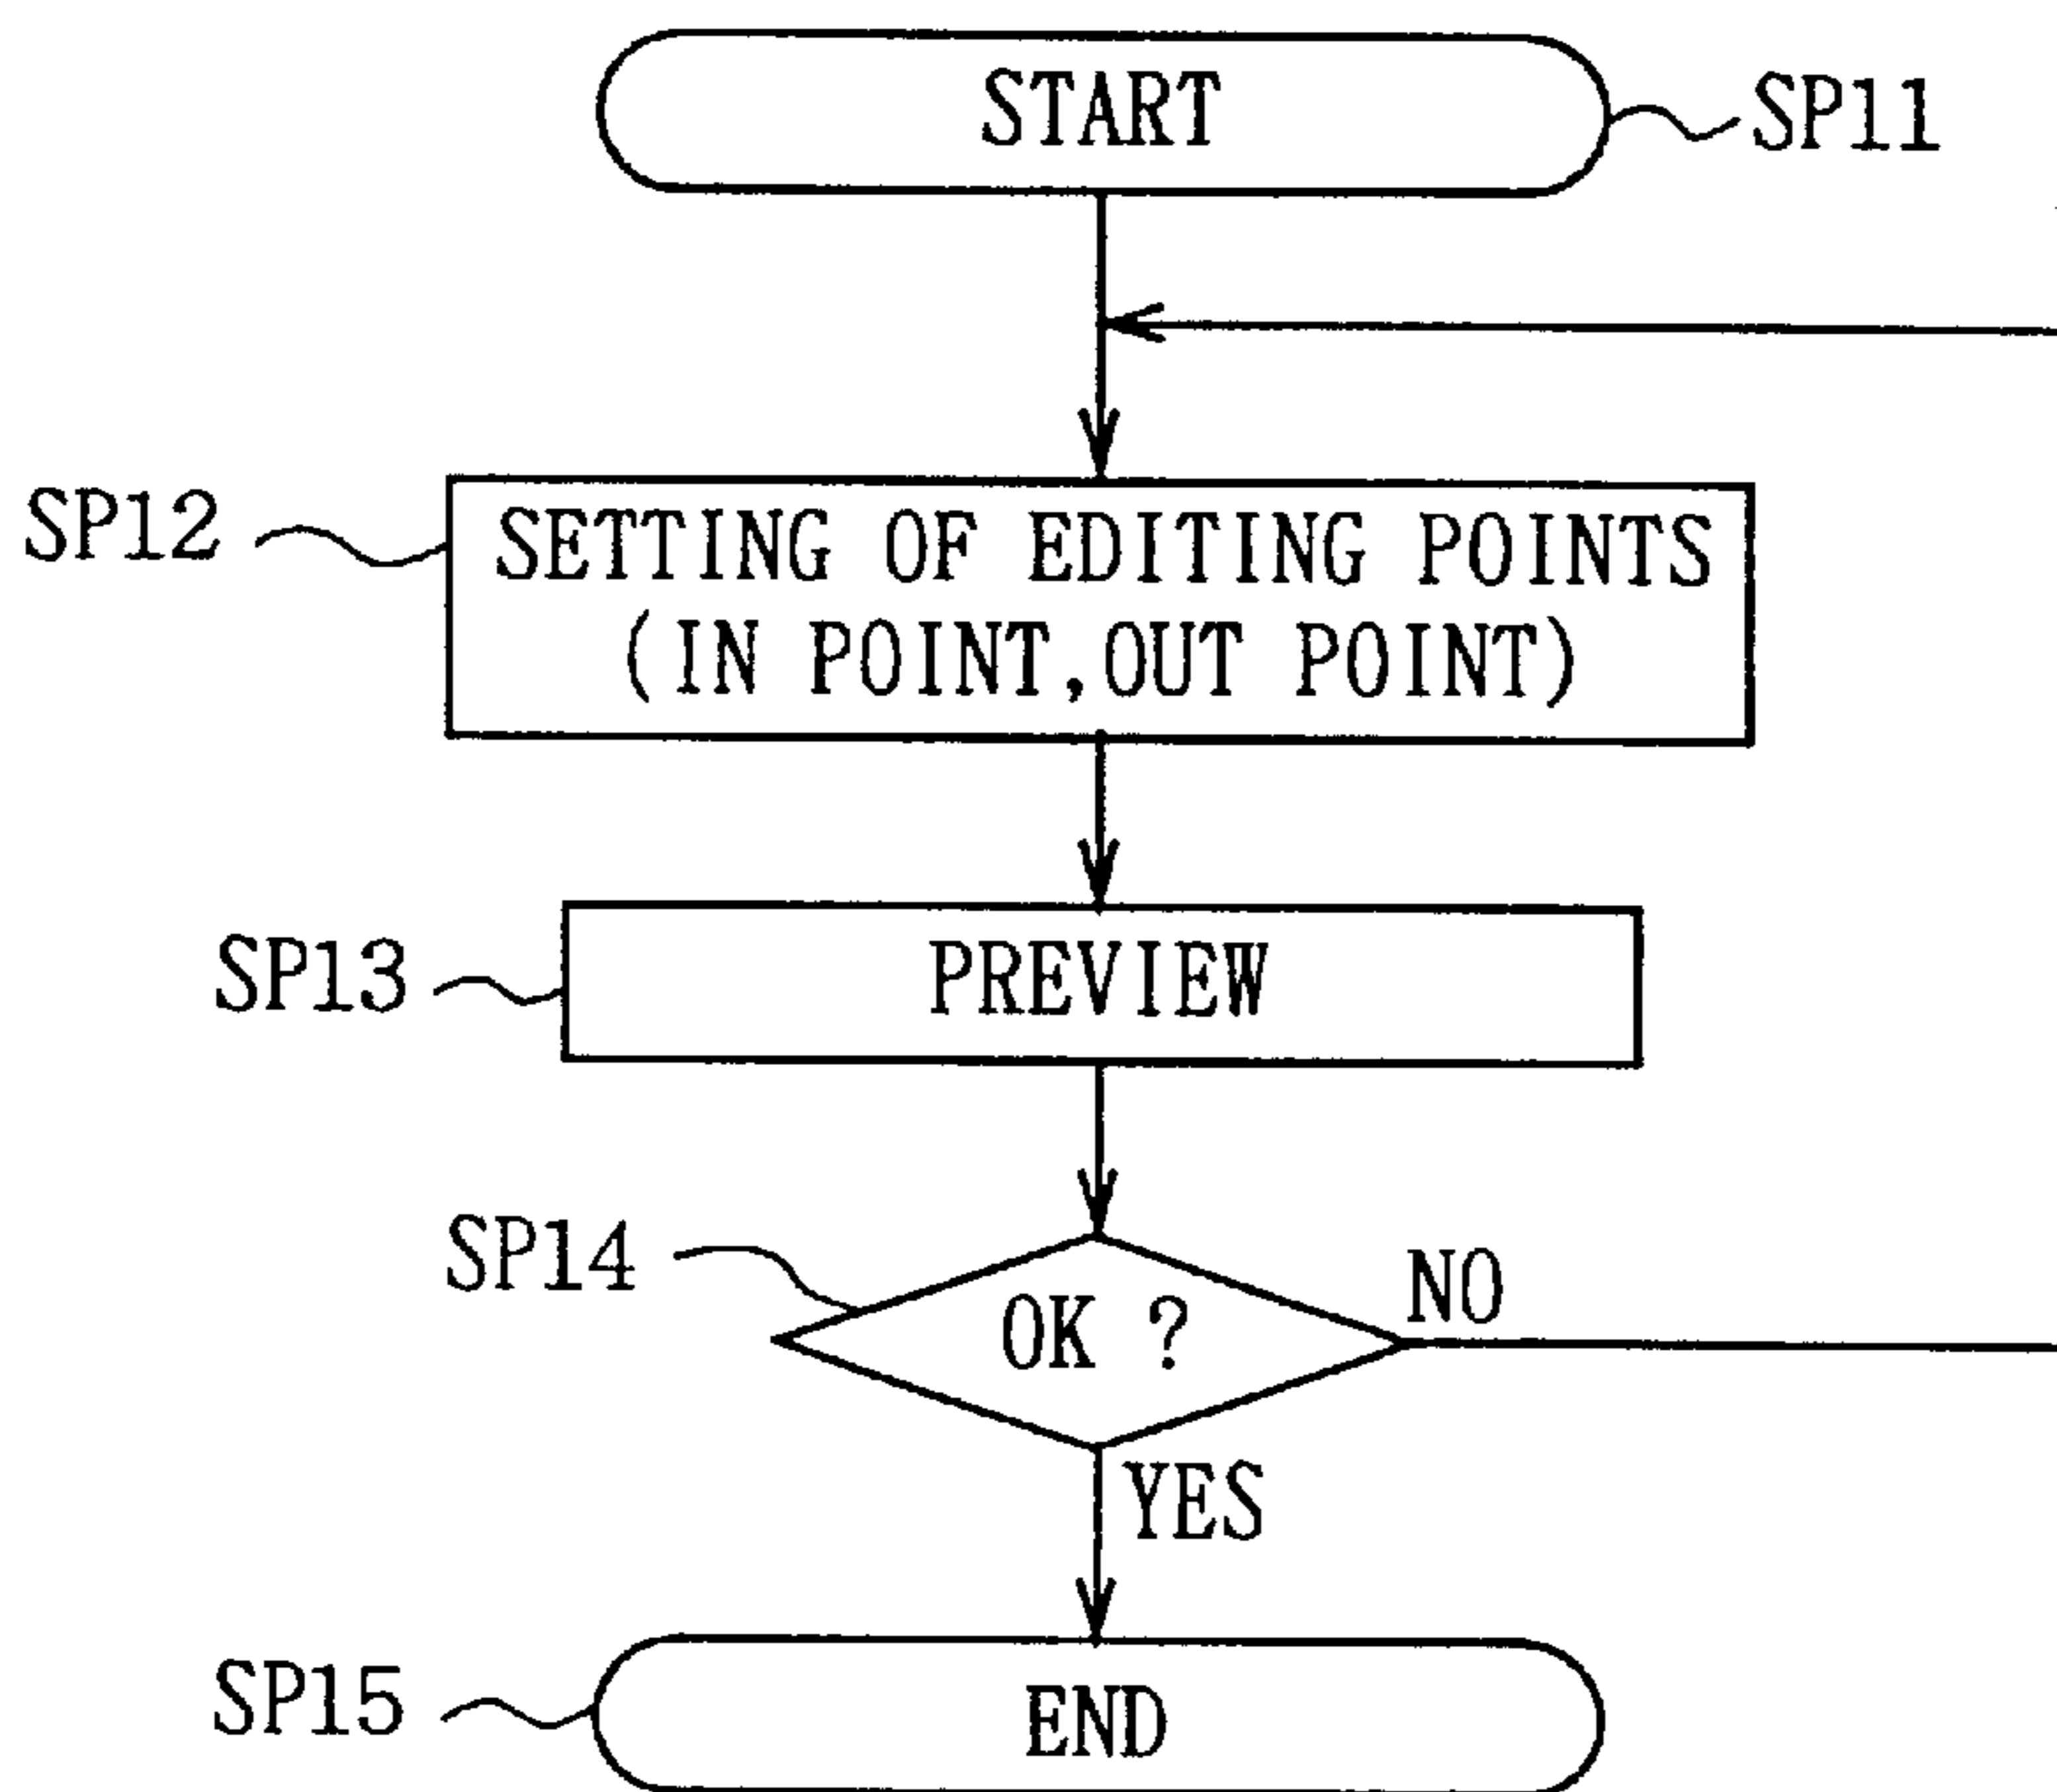 START
SP11
SP12
SETTING OF EDITING POINTS
(IN POINT,OUT POINT)
SP13
PREVIEW
SP14
OK ?
NO
YES
SP15
END